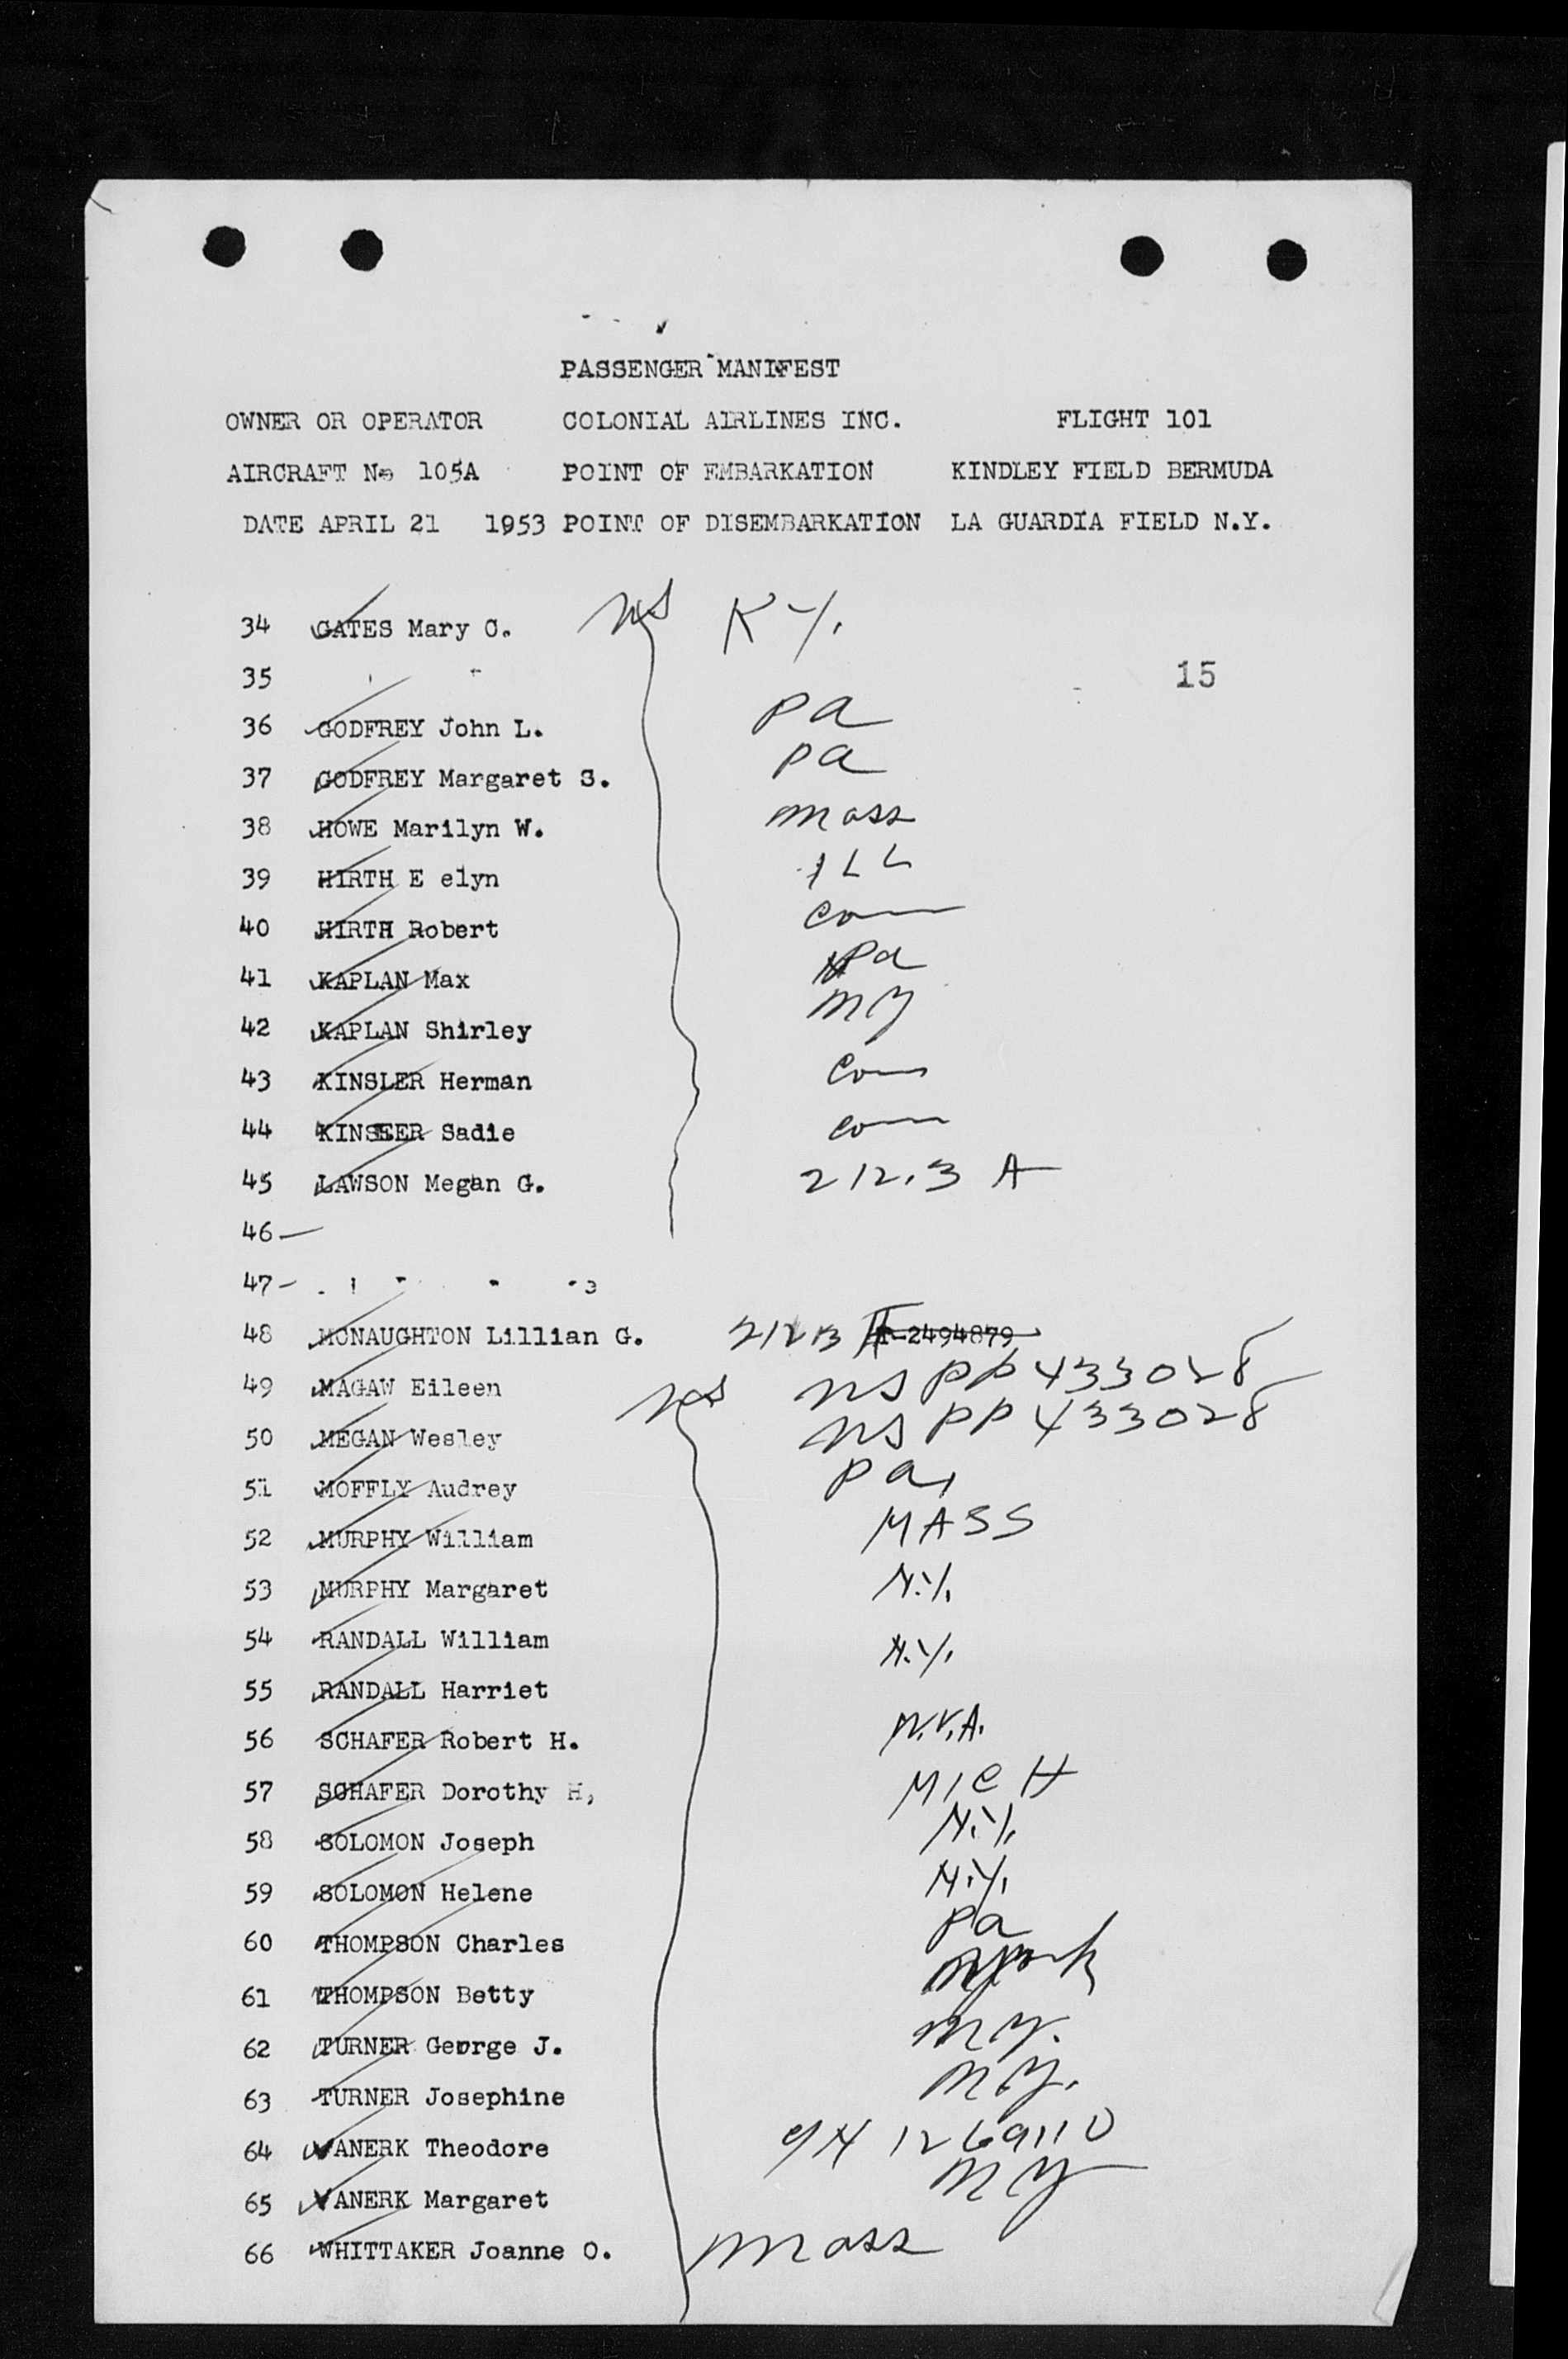 PASSENGER MANIFEST
OWNER OR OPERATOR COLONIAL AIRLINES INC. FLIGHT 101
AIRCRAFT No 105A POINT OF EMBARKATION KINDLEY FIELD BERMUDA
DATE APRIL 21 1953 POINT OF DISEMBARKATION LA GUARDIA FIELD N.Y.
34 GATES Mary C. NS KY.
35 15
36 GODFREY John L. Pa
37 GODFREY Margaret S. Pa
38 HOWE Marilyn W. Mass
39 HIRTH E elyn ILL
40 HIRTH Robert Conn
41 KAPLAN Max Pa
42 KAPLAN Shirley NY
43 KINSLER Herman Conn
44 KINSEER Sadie Conn
45 LAWSON Megan G. 212.3 A
46 —
47 -
48 MCNAUGHTON Lillian G. 212 B 2494879
49 MAGAW Eileen NS NS PP 433028
50 MEGAN Wesley NS PP 433028
51 MOFFLY Audrey Pa,
52 MURPHY William MASS
53 MURPHY Margaret N.Y.
54 RANDALL William N.Y.
55 RANDALL Harriet
56 SCHAFER Robert H. W.V.A.
57 SCHAFER Dorothy H, MICH
58 SOLOMON Joseph N.Y.
59 SOLOMON Helene N.Y.
60 THOMPSON Charles Pa
61 THOMPSON Betty
62 TURNER George J. NY.
63 TURNER Josephine NY.
64 VANERK Theodore 1269110
65 VANERK Margaret NY
66 WHITTAKER Joanne O. Mass